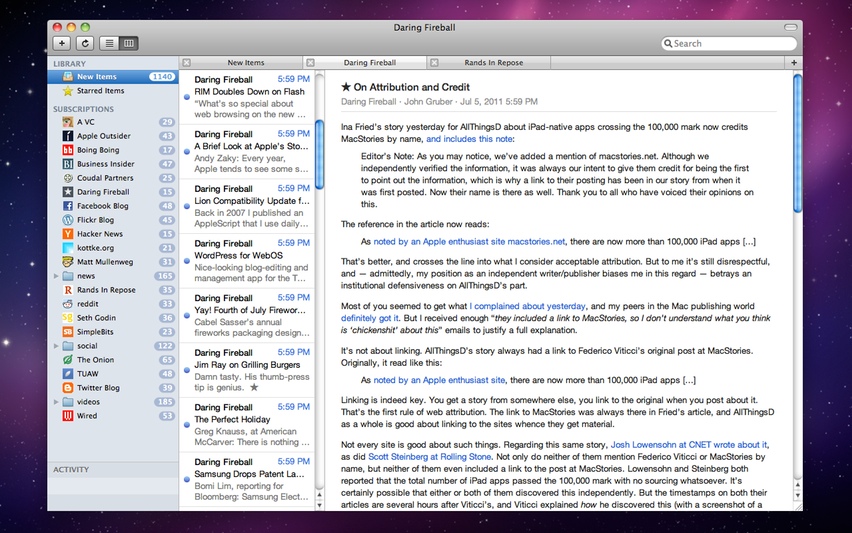 Daring Fireball
Search
LIBRARY
New Items 1140
Starred Items
SUBSCRIPTIONS
A VC 29
Apple Outsider 43
Boing Boing 17
Business Insider 47
Coudal Partners 25
Daring Fireball 15
Facebook Blog 38
Flickr Blog 45
Hacker News 33
kottke.org 21
Matt Mullenweg 31
news 165
Rands In Repose 35
reddit 33
Seth Godin 36
SimpleBits 23
social 122
The Onion 36
TUAW 48
Twitter Blog 39
videos 185
Wired 53
ACTIVITY
New Items
Daring Fireball
Rands In Repose
Daring Fireball 5:59 PM
RIM Doubles Down on Flash
“What's so special about
web browsing on the new ...
Daring Fireball 5:59 PM
A Brief Look at Apple's Sto...
Andy Zaky: Every year,
Apple tends to see some s...
Daring Fireball 5:59 PM
Lion Compatibility Update f...
Back in 2007 I published an
AppleScript that I use daily...
Daring Fireball 5:59 PM
WordPress for WebOS
Nice-looking blog-editing and
management app for the T...
Daring Fireball 5:59 PM
Yay! Fourth of July Firewor...
Cabel Sasser's annual
fireworks packaging design...
Daring Fireball 5:59 PM
Jim Ray on Grilling Burgers
Damn tasty. His thumb-press
tip is genius. ★
Daring Fireball 5:59 PM
The Perfect Holiday
Greg Knauss, at American
McCarver: There is nothing ...
Daring Fireball 5:59 PM
Samsung Drops Patent La...
Bomi Lim, reporting for
Bloomberg: Samsung Elect...
★ On Attribution and Credit
Daring Fireball · John Gruber · Jul 5, 2011 5:59 PM
Ina Fried's story yesterday for AllThingsD about iPad-native apps crossing the 100,000 mark now credits
MacStories by name, and includes this note:
Editor's Note: As you may notice, we've added a mention of macstories.net. Although we
independently verified the information, it was always our intent to give them credit for being the first
to point out the information, which is why a link to their posting has been in our story from when it
was first posted. Now their name is there as well. Thank you to all who have voiced their opinions on
this.
The reference in the article now reads:
As noted by an Apple enthusiast site macstories.net, there are now more than 100,000 iPad apps [...]
That's better, and crosses the line into what I consider acceptable attribution. But to me it's still disrespectful,
and — admittedly, my position as an independent writer/publisher biases me in this regard — betrays an
institutional defensiveness on AllThingsD's part.
Most of you seemed to get what I complained about yesterday, and my peers in the Mac publishing world
definitely got it. But I received enough “they included a link to MacStories, so I don't understand what you think
is ‘chickenshit’ about this” emails to justify a full explanation.
It's not about linking. AllThingsD's story always had a link to Federico Viticci's original post at MacStories.
Originally, it read like this:
As noted by an Apple enthusiast site, there are now more than 100,000 iPad apps [...]
Linking is indeed key. You get a story from somewhere else, you link to the original when you post about it.
That's the first rule of web attribution. The link to MacStories was always there in Fried's article, and AllThingsD
as a whole is good about linking to the sites whence they get material.
Not every site is good about such things. Regarding this same story, Josh Lowensohn at CNET wrote about it,
as did Scott Steinberg at Rolling Stone. Not only do neither of them mention Federico Viticci or MacStories by
name, but neither of them even included a link to the post at MacStories. Lowensohn and Steinberg both
reported that the total number of iPad apps passed the 100,000 mark with no sourcing whatsoever. It's
certainly possible that either or both of them discovered this independently. But the timestamps on both their
articles are several hours after Viticci's, and Viticci explained how he discovered this (with a screenshot of a